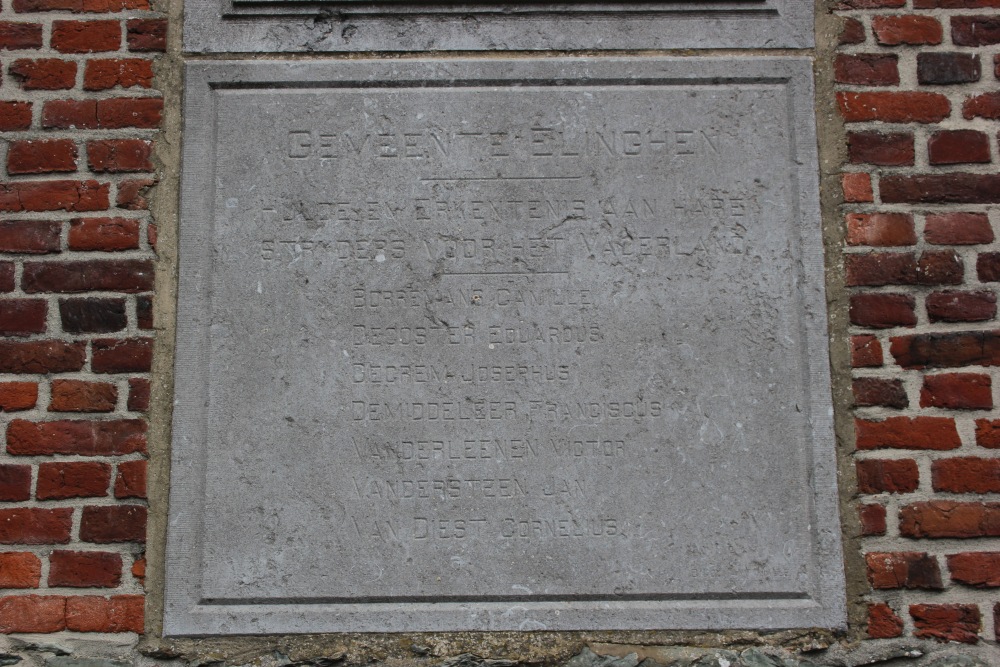 GEMEENTE ELINGHEN
HULDE EN ERKENTENIS AAN HARE
STRYDERS VOOR HET VADERLAND
BORREMANS CAMILLE
DECOSTER EDUARDUS
DECREM JOSEPHUS
DEMIDDELEER FRANCISCUS
VANDERLEENEN VICTOR
VANDERSTEEN JAN
VAN DIEST CORNELIUS